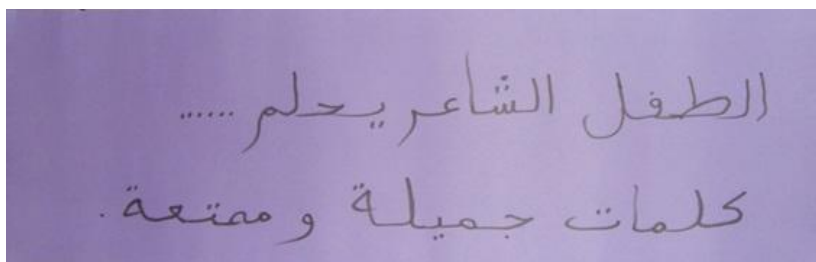 الطفل الشاعر يحلم ......
كلمات جميلة وممتعة.